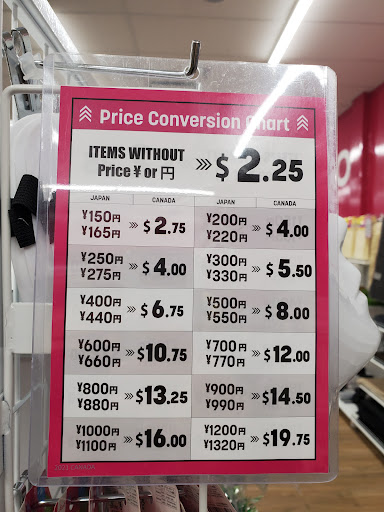 Price Conversion Chart
ITEMS WITHOUT
Price ¥ or 円 >>> $2.25
JAPAN CANADA JAPAN CANADA
¥150円 ¥165円 >>> $2.75 ¥200円 ¥220円 >>> $4.00
¥250円 ¥275円 >>> $4.00 ¥300円 ¥330円 >>> $5.50
¥400円 ¥440円 >>> $6.75 ¥500円 ¥550円 >>> $8.00
¥600円 ¥660円 >>> $10.75 ¥700円 ¥770円 >>> $12.00
¥800円 ¥880円 >>> $13.25 ¥900円 ¥990円 >>> $14.50
¥1000円 ¥1100円 >>> $16.00 ¥1200円 ¥1320円 >>> $19.75
2021 CANADA